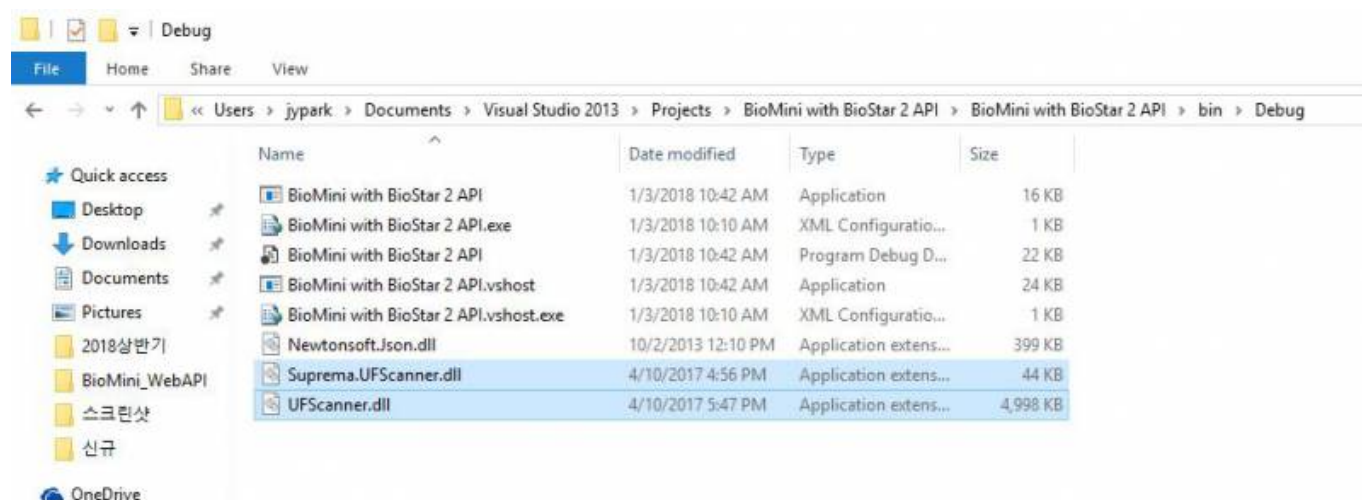 Debug
File Home Share View
« Users > jypark > Documents > Visual Studio 2013 > Projects > BioMini with BioStar 2 API > BioMini with BioStar 2 API > bin > Debug
Name Date modified Type Size
Quick access
Desktop
Downloads
Documents
Pictures
2018상반기
BioMini_WebAPI
스크린샷
신규
OneDrive
BioMini with BioStar 2 API 1/3/2018 10:42 AM Application 16 KB
BioMini with BioStar 2 API.exe 1/3/2018 10:10 AM XML Configuratio... 1 KB
BioMini with BioStar 2 API 1/3/2018 10:42 AM Program Debug D... 22 KB
BioMini with BioStar 2 API.vshost 1/3/2018 10:42 AM Application 24 KB
BioMini with BioStar 2 API.vshost.exe 1/3/2018 10:10 AM XML Configuratio... 1 KB
Newtonsoft.Json.dll 10/2/2013 12:10 PM Application extens... 399 KB
Suprema.UFScanner.dll 4/10/2017 4:56 PM Application extens... 44 KB
UFScanner.dll 4/10/2017 5:47 PM Application extens... 4,998 KB